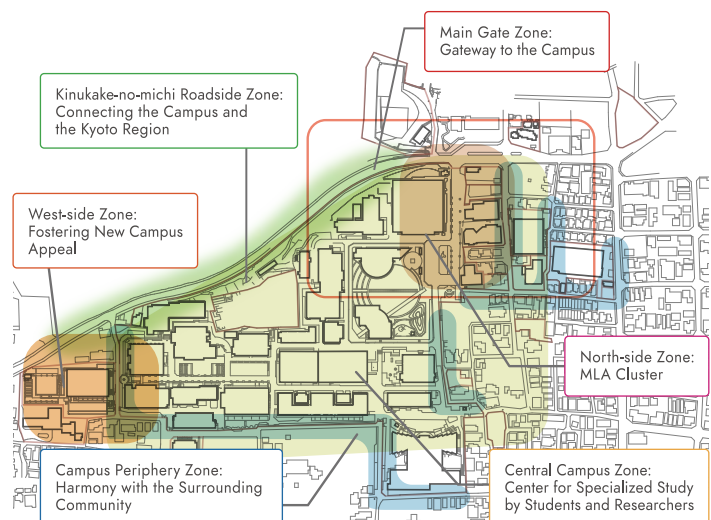 Main Gate Zone:
Gateway to the Campus
Kinukake-no-michi Roadside Zone:
Connecting the Campus and
the Kyoto Region
West-side Zone:
Fostering New Campus
Appeal
North-side Zone:
MLA Cluster
Campus Periphery Zone:
Harmony with the Surrounding
Community
Central Campus Zone:
Center for Specialized Study
by Students and Researchers